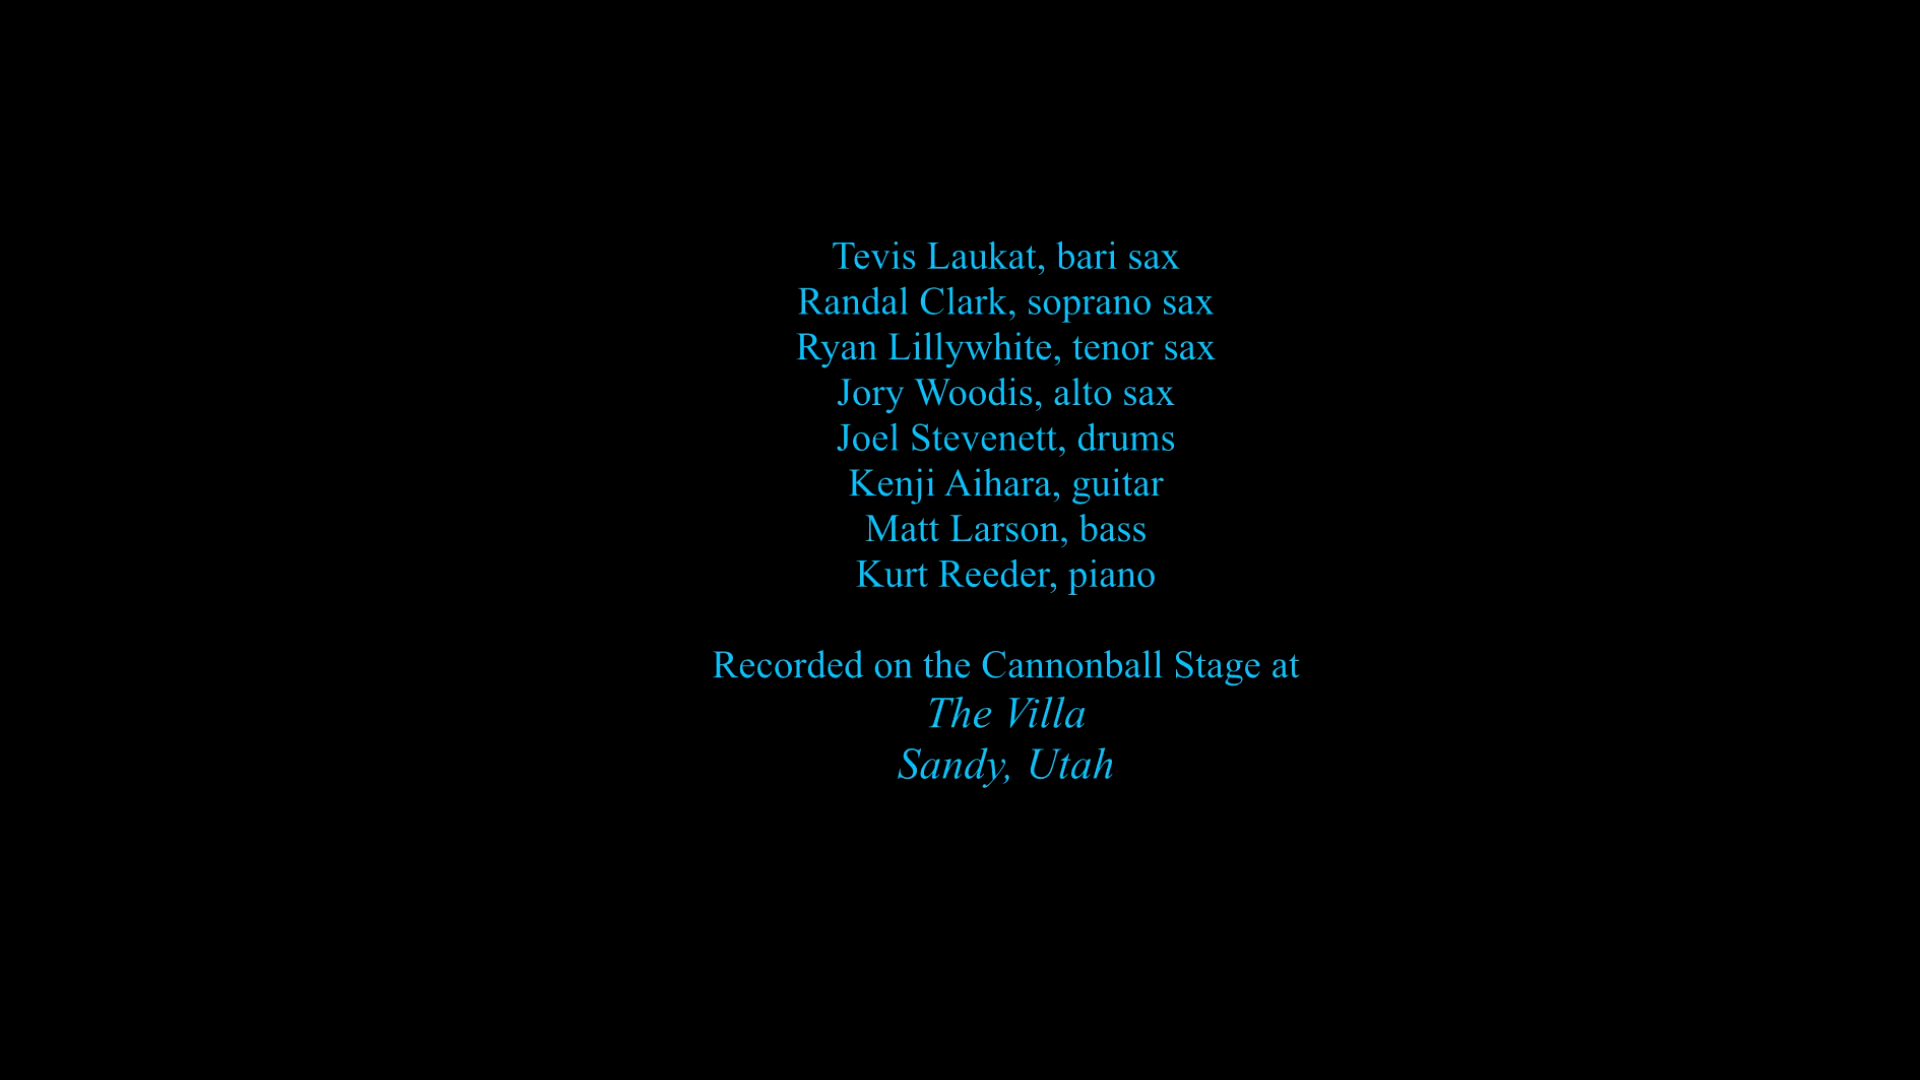 Tevis Laukat, bari sax
Randal Clark, soprano sax
Ryan Lillywhite, tenor sax
Jory Woodis, alto sax
Joel Stevenett, drums
Kenji Aihara, guitar
Matt Larson, bass
Kurt Reeder, piano
Recorded on the Cannonball Stage at
The Villa
Sandy, Utah